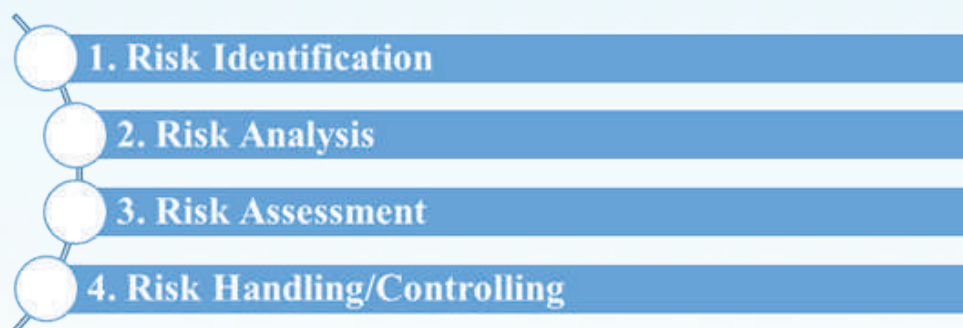 1. Risk Identification
2. Risk Analysis
3. Risk Assessment
4. Risk Handling/Controlling